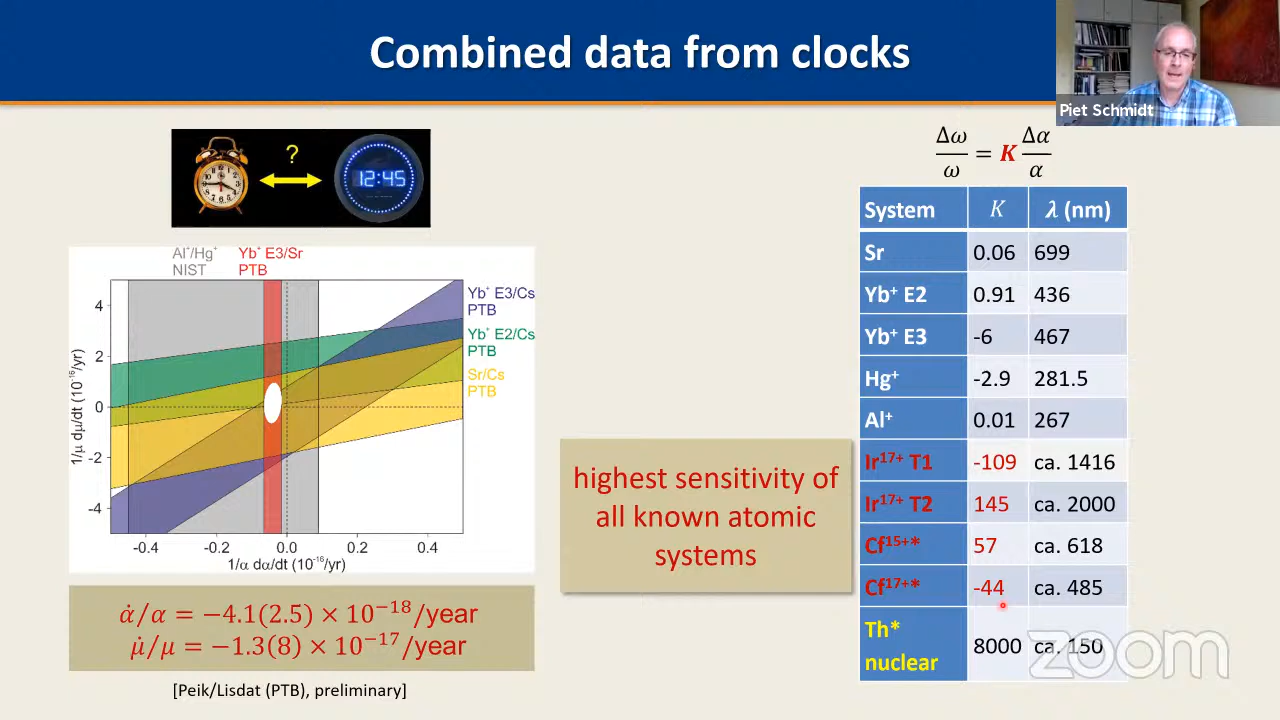 Combined data from clocks
Piet Schmidt
?
12:45
Δω/ω = K Δα/α
Al⁺/Hg⁺
NIST
Yb⁺ E3/Sr
PTB
Yb⁺ E3/Cs
PTB
Yb⁺ E2/Cs
PTB
Sr/Cs
PTB
1/μ dμ/dt (10⁻¹⁶/yr)
4
2
0
-2
-4
-0.4 -0.2 0.0 0.2 0.4
1/α dα/dt (10⁻¹⁶/yr)
α̇/α = −4.1(2.5) × 10⁻¹⁸/year
μ̇/μ = −1.3(8) × 10⁻¹⁷/year
[Peik/Lisdat (PTB), preliminary]
highest sensitivity of
all known atomic
systems
System K λ (nm)
Sr 0.06 699
Yb⁺ E2 0.91 436
Yb⁺ E3 -6 467
Hg⁺ -2.9 281.5
Al⁺ 0.01 267
Ir¹⁷⁺ T1 -109 ca. 1416
Ir¹⁷⁺ T2 145 ca. 2000
Cf¹⁵⁺* 57 ca. 618
Cf¹⁷⁺* -44 ca. 485
Th*
nuclear 8000 ca. 150
zoom